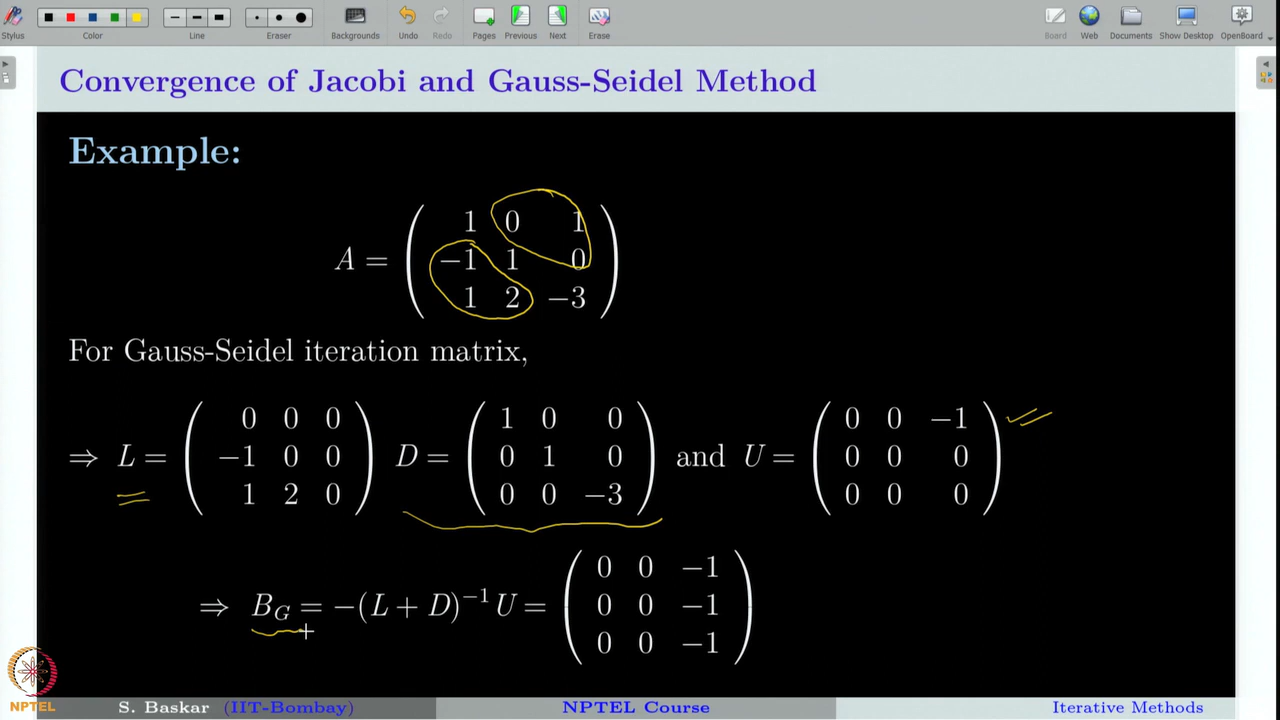 Stylus Color Line Eraser Backgrounds Undo Redo Pages Previous Next Erase Board Web Documents Show Desktop OpenBoard
Convergence of Jacobi and Gauss-Seidel Method
Example:
1 0 1
A = −1 1 0
1 2 −3
For Gauss-Seidel iteration matrix,
0 0 0 1 0 0 0 0 −1
⇒ L = −1 0 0 D = 0 1 0 and U = 0 0 0
1 2 0 0 0 −3 0 0 0
0 0 −1
⇒ B_G = −(L + D)^{−1} U = 0 0 −1
0 0 −1
NPTEL
S. Baskar (IIT-Bombay) NPTEL Course Iterative Methods